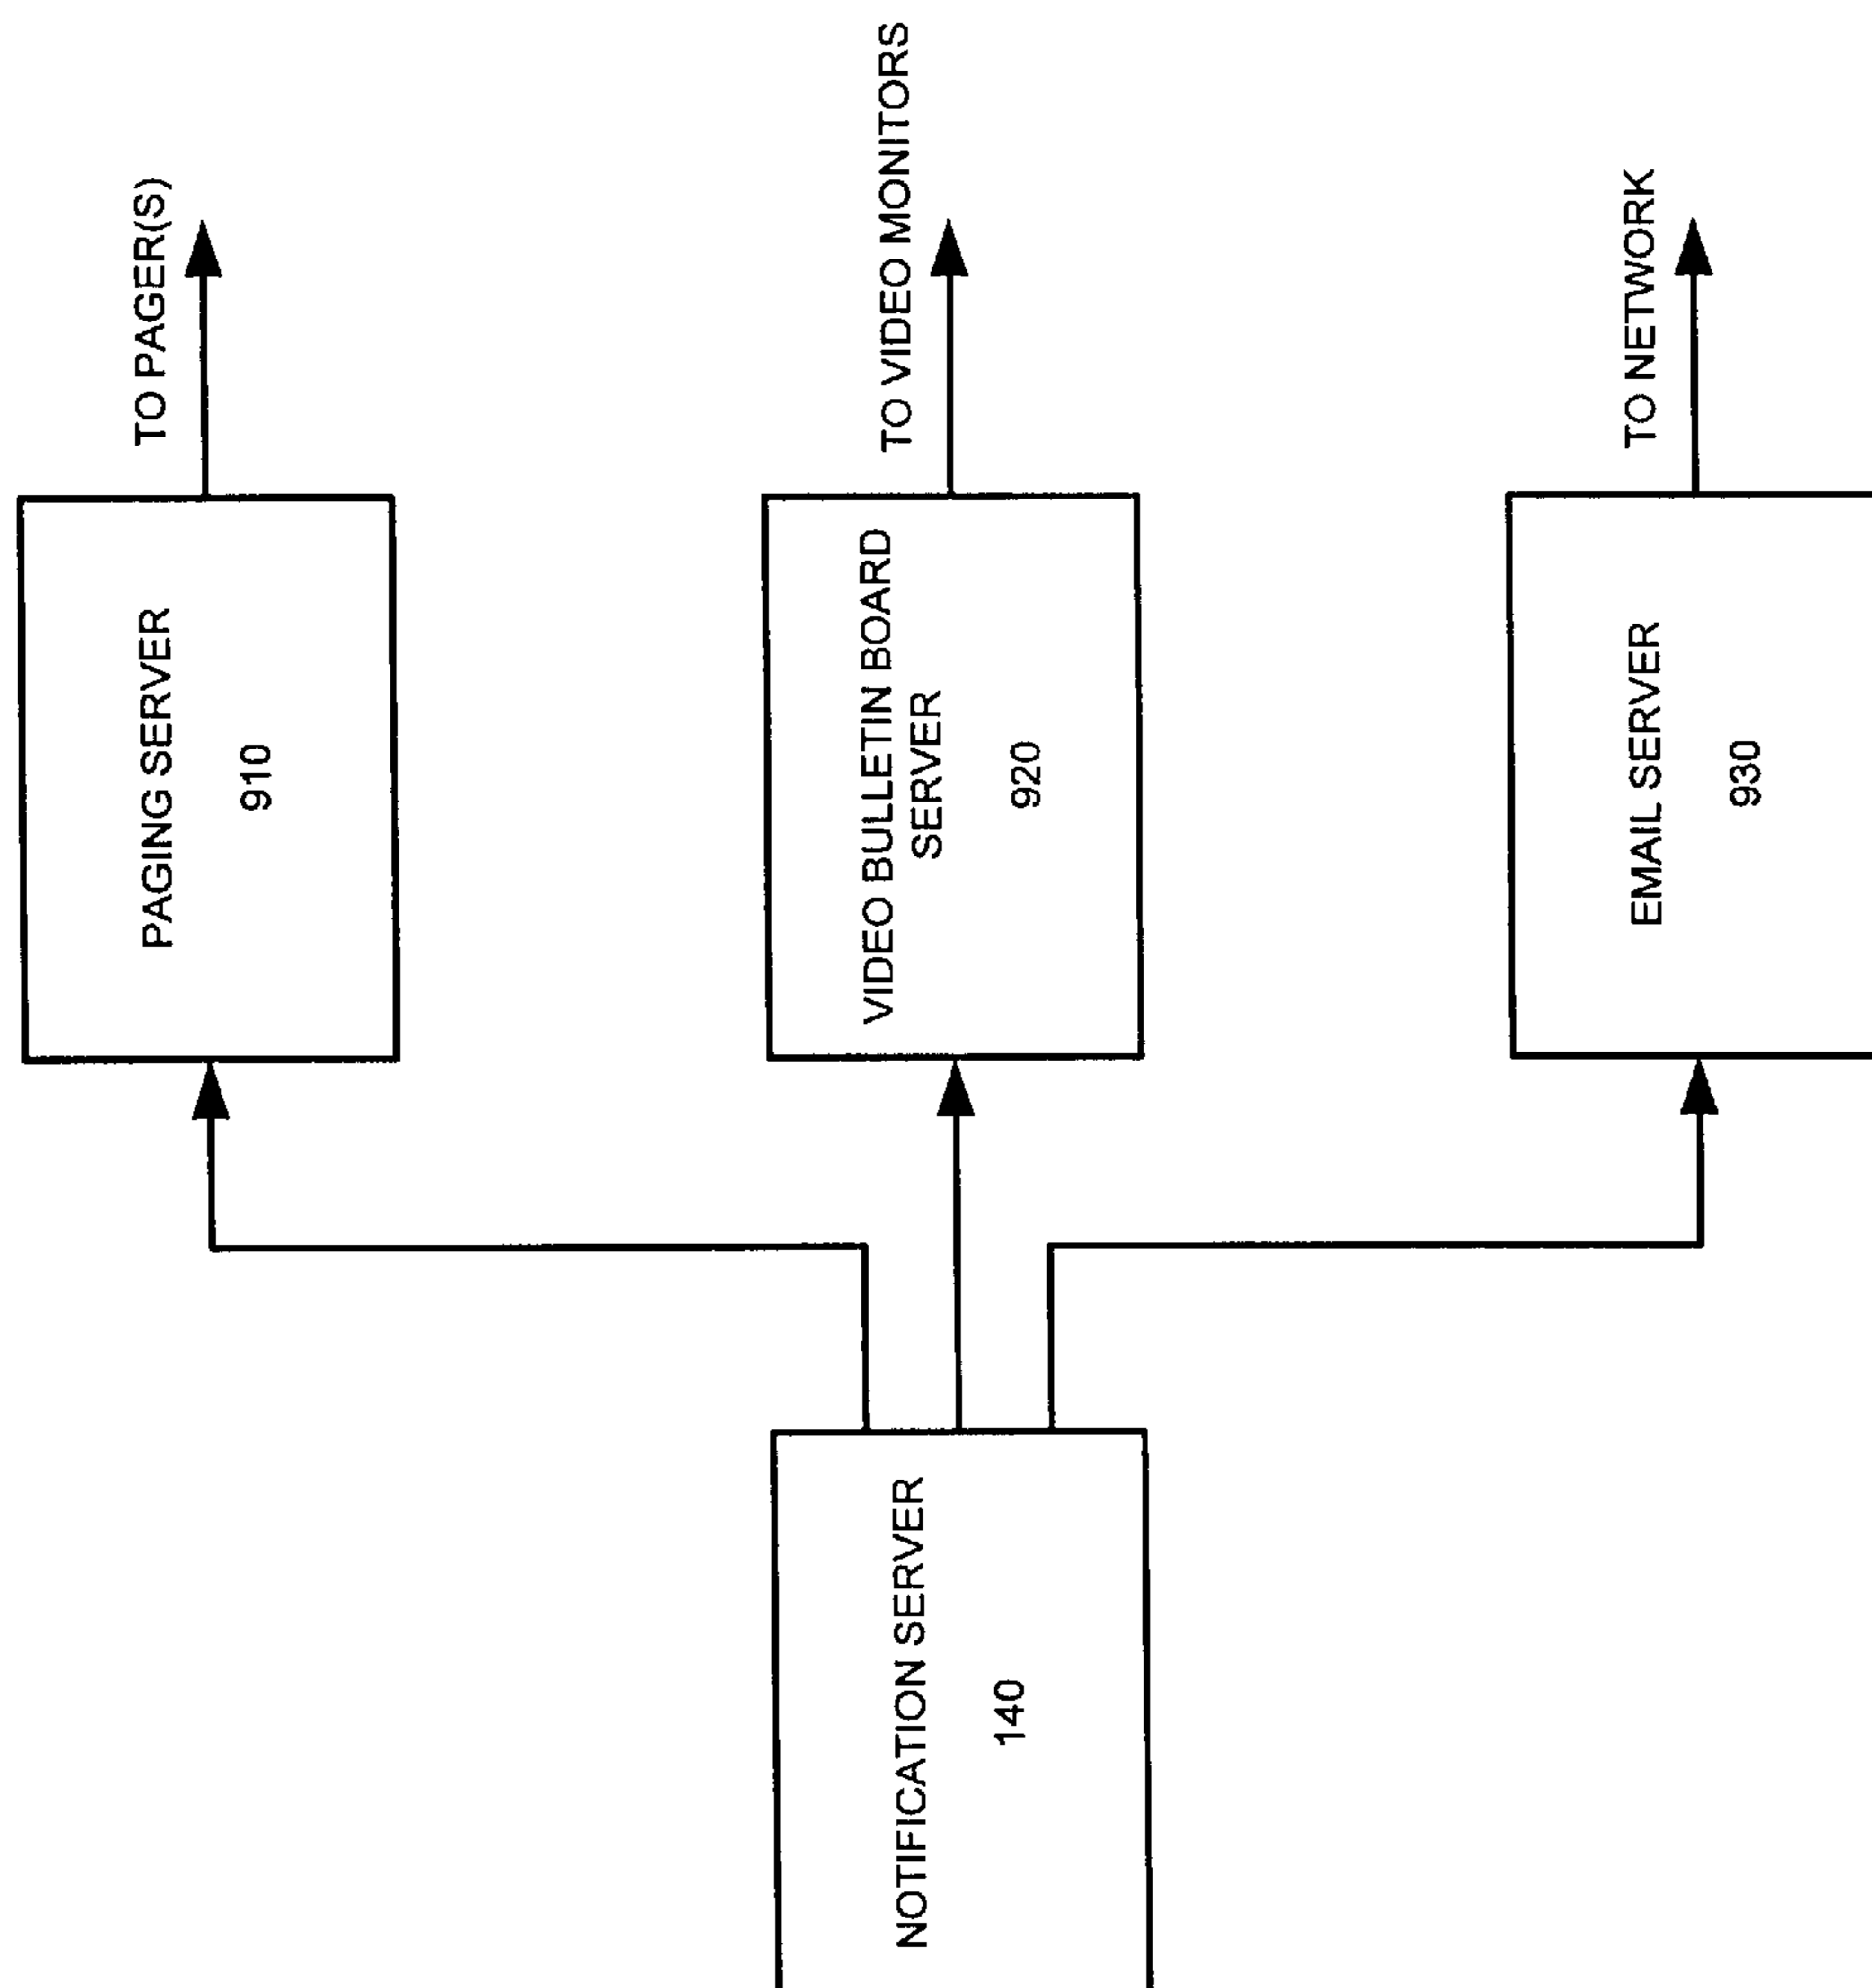 PAGING SERVER
910
TO PAGER(S)
NOTIFICATION SERVER
140
VIDEO BULLETIN BOARD
SERVER
920
TO VIDEO MONITORS
EMAIL SERVER
930
TO NETWORK